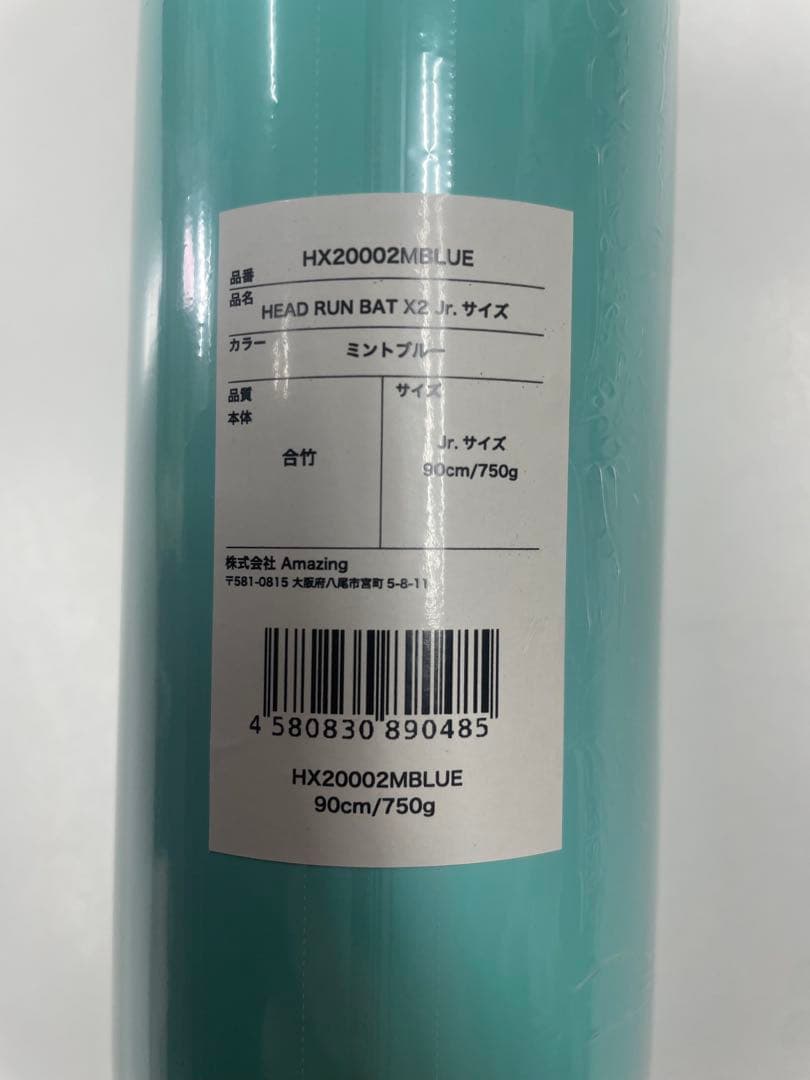 品番 HX20002MBLUE
品名 HEAD RUN BAT X2 Jr. サイズ
カラー ミントブルー
品質 サイズ
本体
合竹
Jr. サイズ
90cm/750g
株式会社 Amazing
〒581-0815 大阪府八尾市宮町 5-8-11
4 580830 890485
HX20002MBLUE
90cm/750g